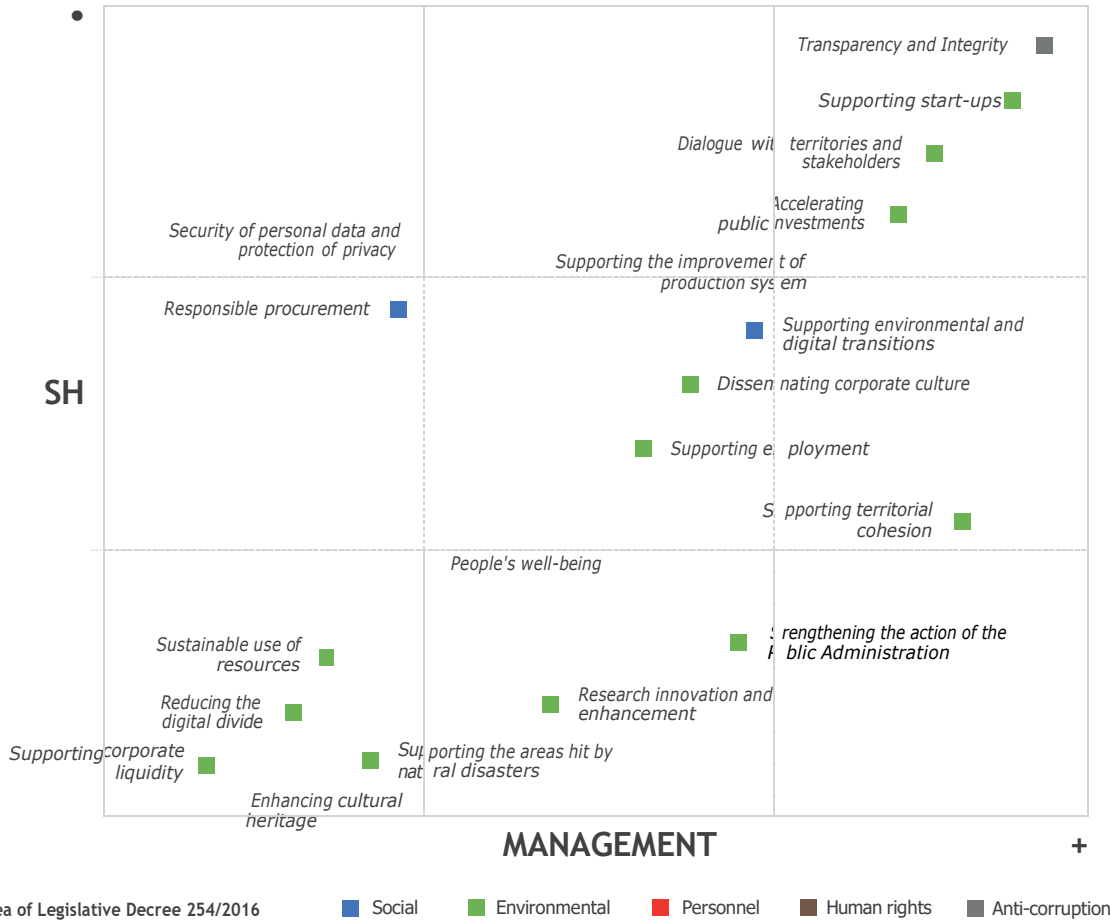 Transparency and Integrity
Supporting start-ups
Dialogue wit territories and
stakeholders
Accelerating
public nvestments
Security of personal data and
protection of privacy
Supporting the improvement of
production sys em
Responsible procurement
Supporting environmental and
digital transitions
SH
Dissen nating corporate culture
Supporting e ployment
S pporting territorial
cohesion
People's well-being
Sustainable use of
resources
rengthening the action of the
P blic Administration
Reducing the
digital divide
Research innovation and
enhancement
Supporting corporate
liquidity
Sup porting the areas hit by
nat ral disasters
Enhancing cultural
heritage
MANAGEMENT
+
ea of Legislative Decree 254/2016
Social
Environmental
Personnel
Human rights
Anti-corruption